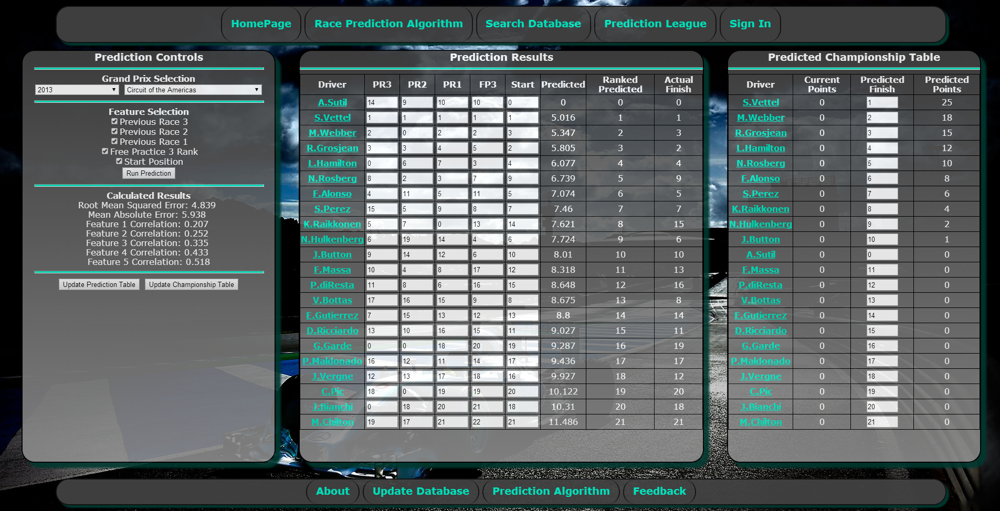 HomePage Race Prediction Algorithm Search Database Prediction League Sign In
Prediction Controls
Grand Prix Selection
2013 Circuit of the Americas
Feature Selection
Previous Race 3
Previous Race 2
Previous Race 1
Free Practice 3 Rank
Start Position
Run Prediction
Calculated Results
Root Mean Squared Error: 4.839
Mean Absolute Error: 5.938
Feature 1 Correlation: 0.207
Feature 2 Correlation: 0.252
Feature 3 Correlation: 0.335
Feature 4 Correlation: 0.433
Feature 5 Correlation: 0.518
Update Prediction Table Update Championship Table
Prediction Results
Driver PR3 PR2 PR1 FP3 Start Predicted Ranked Predicted Actual Finish
A.Sutil 14 9 10 10 0 0 0 0
S.Vettel 1 1 1 1 1 5.016 1 1
M.Webber 2 0 2 2 3 5.347 2 3
R.Grosjean 3 3 4 5 2 5.805 3 2
L.Hamilton 0 6 7 3 4 6.077 4 4
N.Rosberg 8 2 3 7 9 6.739 5 9
F.Alonso 4 11 5 11 5 7.074 6 5
S.Perez 15 5 9 8 7 7.46 7 7
K.Raikkonen 5 7 0 13 14 7.621 8 15
N.Hulkenberg 6 19 14 4 6 7.724 9 6
J.Button 9 14 12 6 10 8.01 10 10
F.Massa 10 4 8 17 12 8.318 11 13
P.diResta 11 8 6 16 15 8.648 12 16
V.Bottas 17 16 15 9 8 8.675 13 8
E.Gutierrez 7 15 13 12 13 8.8 14 14
D.Ricciardo 13 10 16 15 11 9.027 15 11
G.Garde 0 0 18 20 19 9.287 16 19
P.Maldonado 16 12 11 14 17 9.436 17 17
J.Vergne 12 13 17 18 16 9.927 18 12
C.Pic 18 0 19 19 20 10.122 19 20
J.Bianchi 0 18 20 21 18 10.31 20 18
M.Chilton 19 17 21 22 21 11.486 21 21
Predicted Championship Table
Driver Current Points Predicted Finish Predicted Points
S.Vettel 0 1 25
M.Webber 0 2 18
R.Grosjean 0 3 15
L.Hamilton 0 4 12
N.Rosberg 0 5 10
F.Alonso 0 6 8
S.Perez 0 7 6
K.Raikkonen 0 8 4
N.Hulkenberg 0 9 2
J.Button 0 10 1
A.Sutil 0 0 0
F.Massa 0 11 0
P.diResta 0 12 0
V.Bottas 0 13 0
E.Gutierrez 0 14 0
D.Ricciardo 0 15 0
G.Garde 0 16 0
P.Maldonado 0 17 0
J.Vergne 0 18 0
C.Pic 0 19 0
J.Bianchi 0 20 0
M.Chilton 0 21 0
About Update Database Prediction Algorithm Feedback